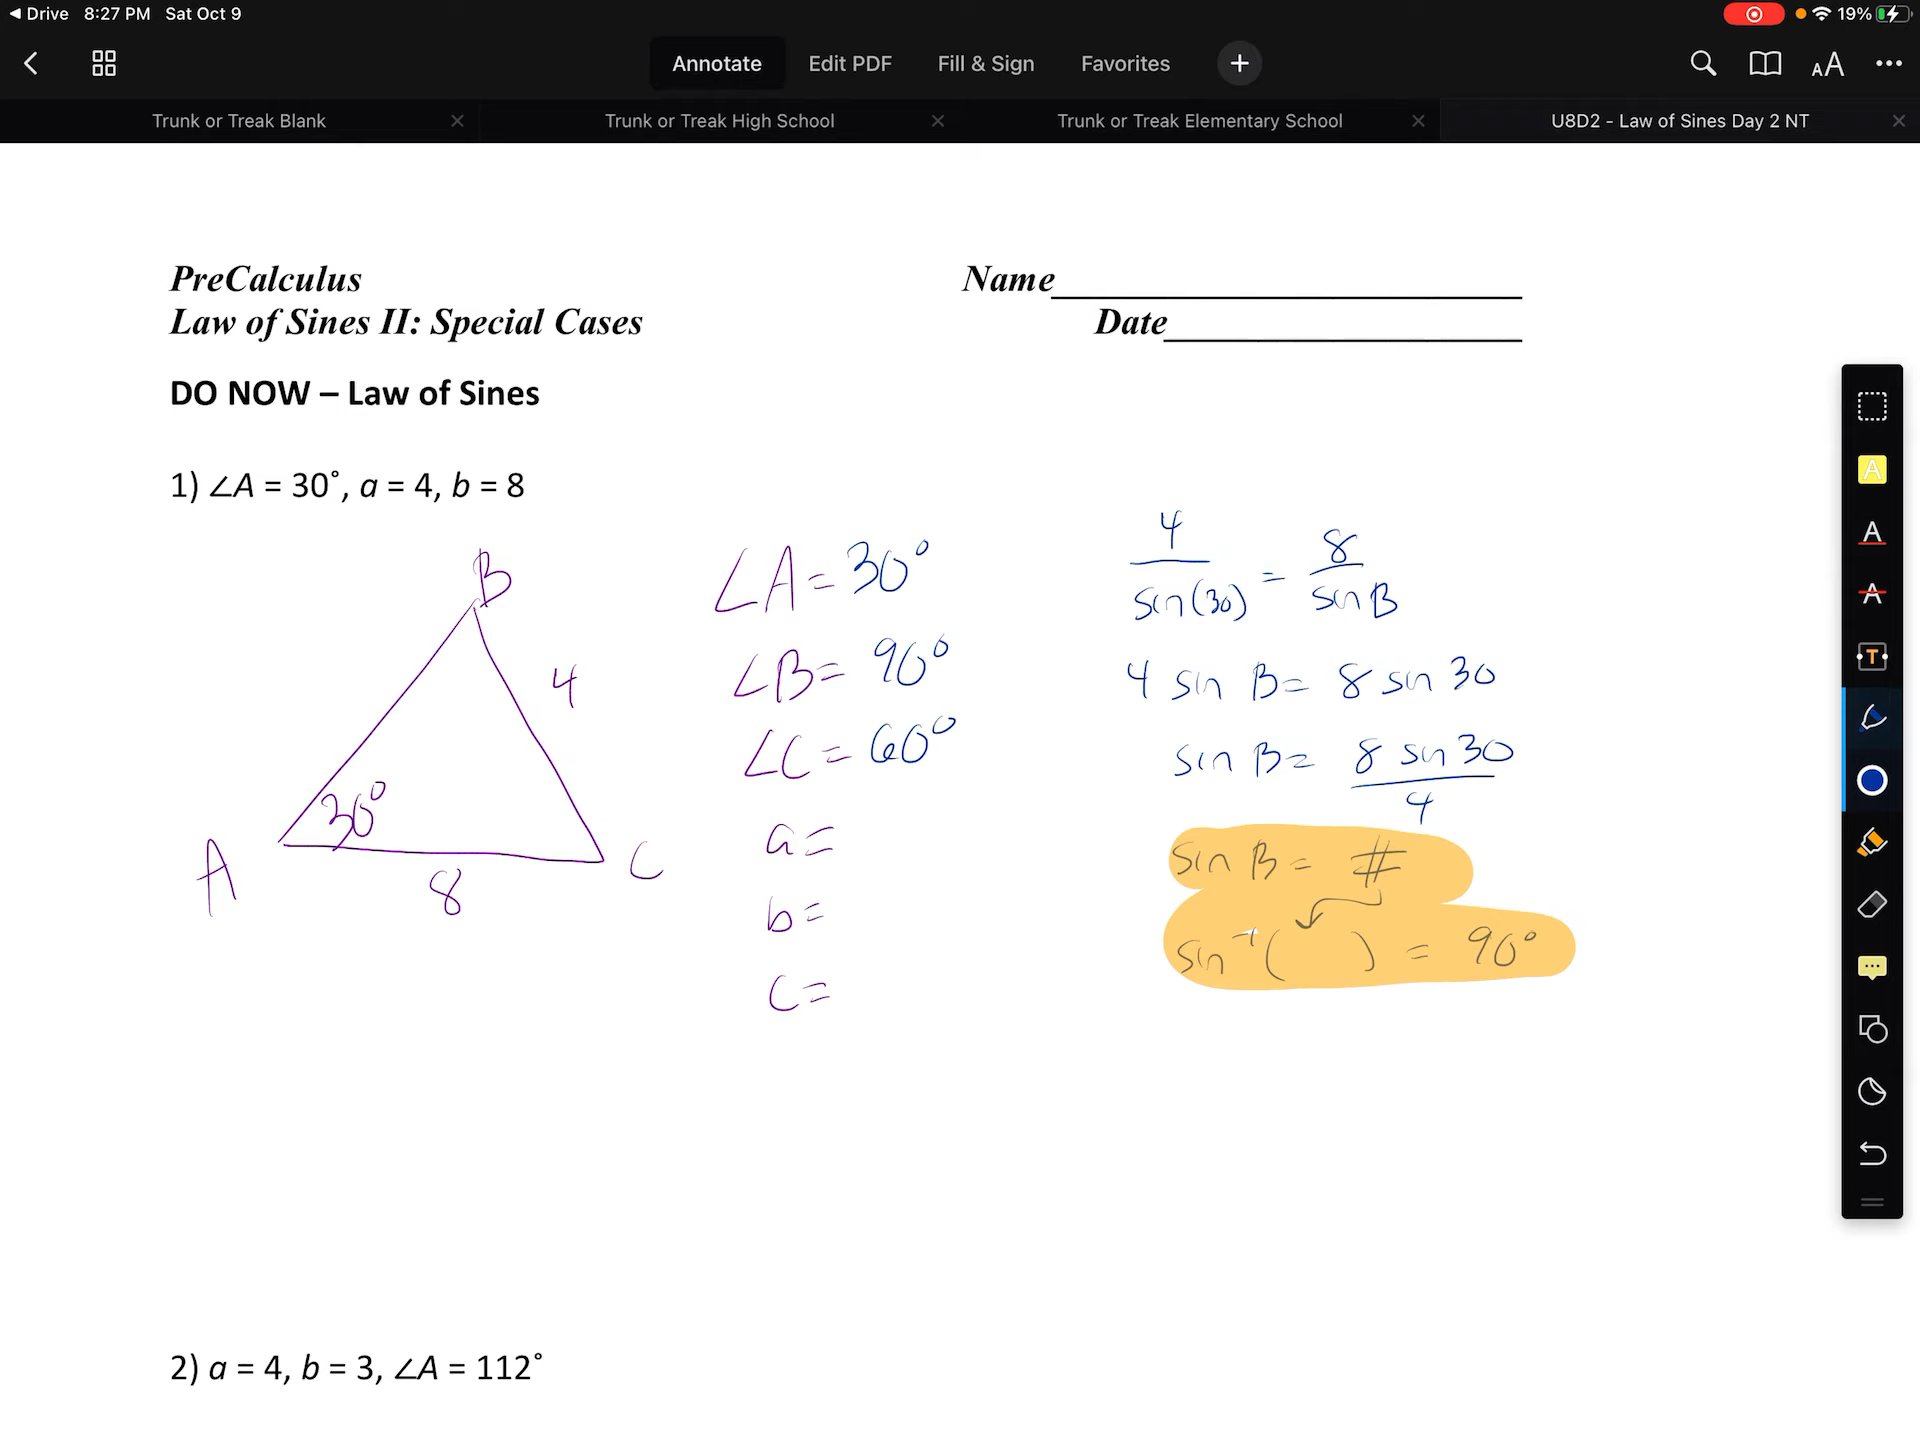 Drive 8:27 PM Sat Oct 9 19%
Annotate Edit PDF Fill & Sign Favorites
Trunk or Treak Blank Trunk or Treak High School Trunk or Treak Elementary School U8D2 - Law of Sines Day 2 NT
PreCalculus Name
Law of Sines II: Special Cases Date
DO NOW – Law of Sines
1) ∠A = 30˚, a = 4, b = 8
B
4
30°
A
8
C
∠A = 30°
∠B = 90°
∠C = 60°
a =
b =
c =
4/sin(30) = 8/sin B
4 sin B = 8 sin 30
sin B = 8 sin 30/4
sin B = #
sin⁻¹( ) = 90°
2) a = 4, b = 3, ∠A = 112˚